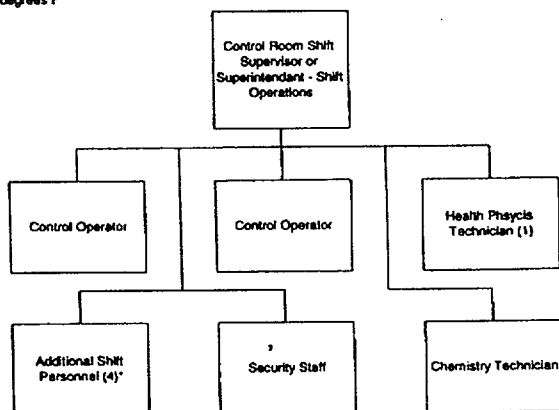 degrees F
Control Room Shift
Supervisor or
Superintendant - Shift
Operations
Control Operator
Control Operator
Health Phsycis
Technician (1)
Additional Shift
Personnel (4)*
Security Staff
Chemistry Technician